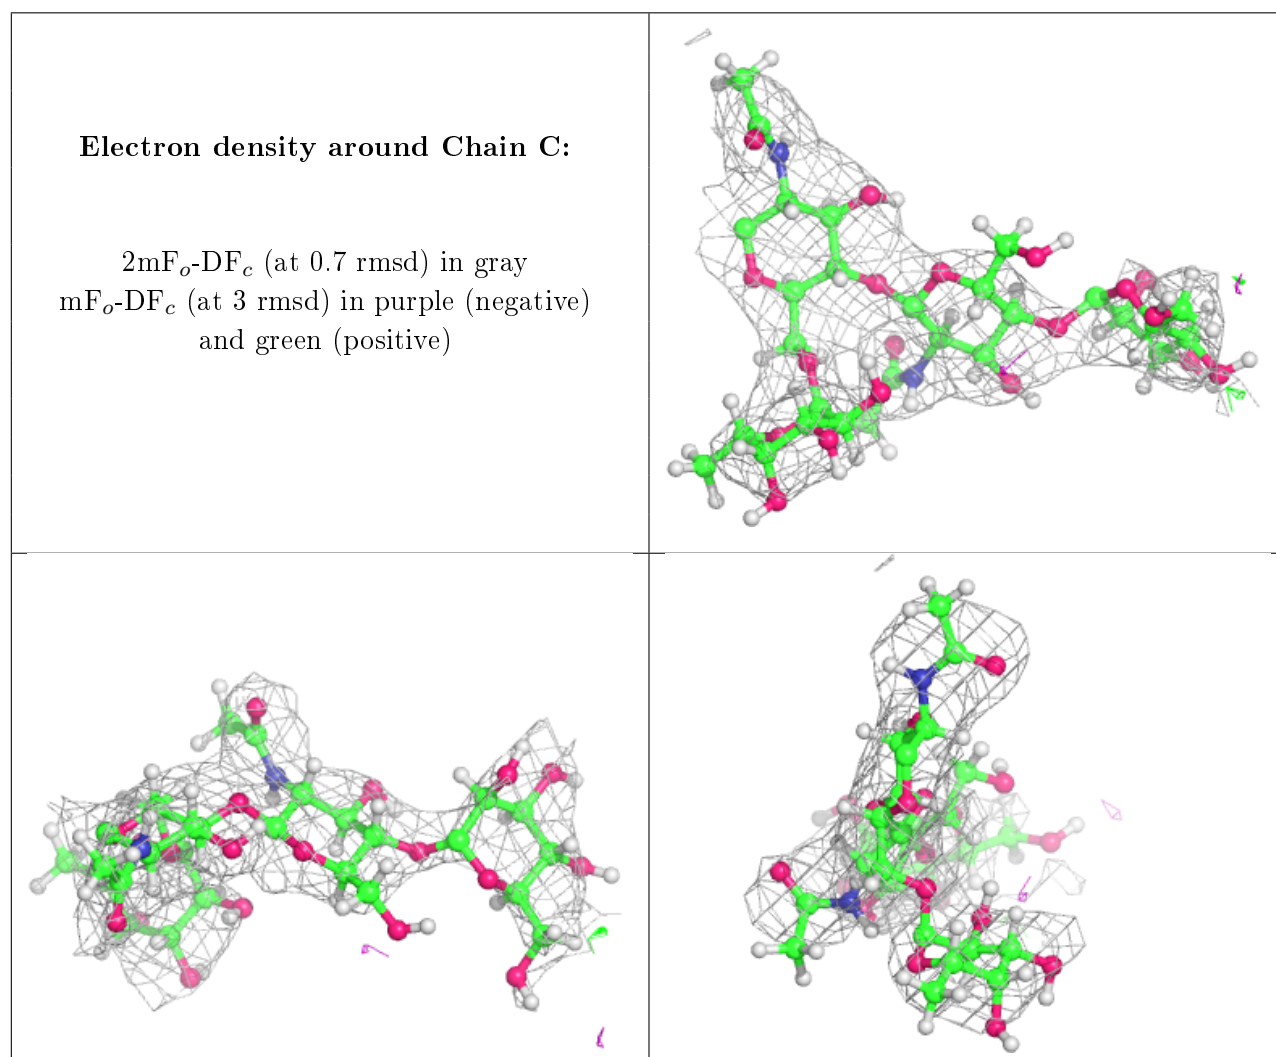 Electron density around Chain C:
2mFₒ-DF𝒸 (at 0.7 rmsd) in gray
mFₒ-DF𝒸 (at 3 rmsd) in purple (negative)
and green (positive)